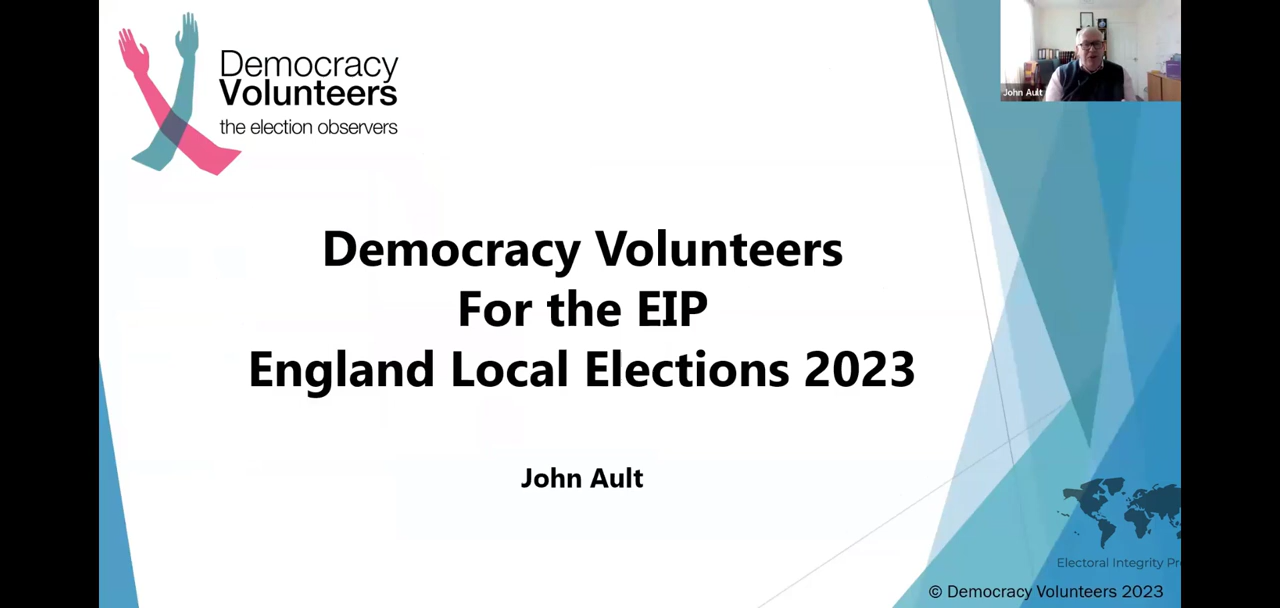 Democracy
Volunteers
the election observers
John Ault
Democracy Volunteers
For the EIP
England Local Elections 2023
John Ault
Electoral Integrity
© Democracy Volunteers 2023